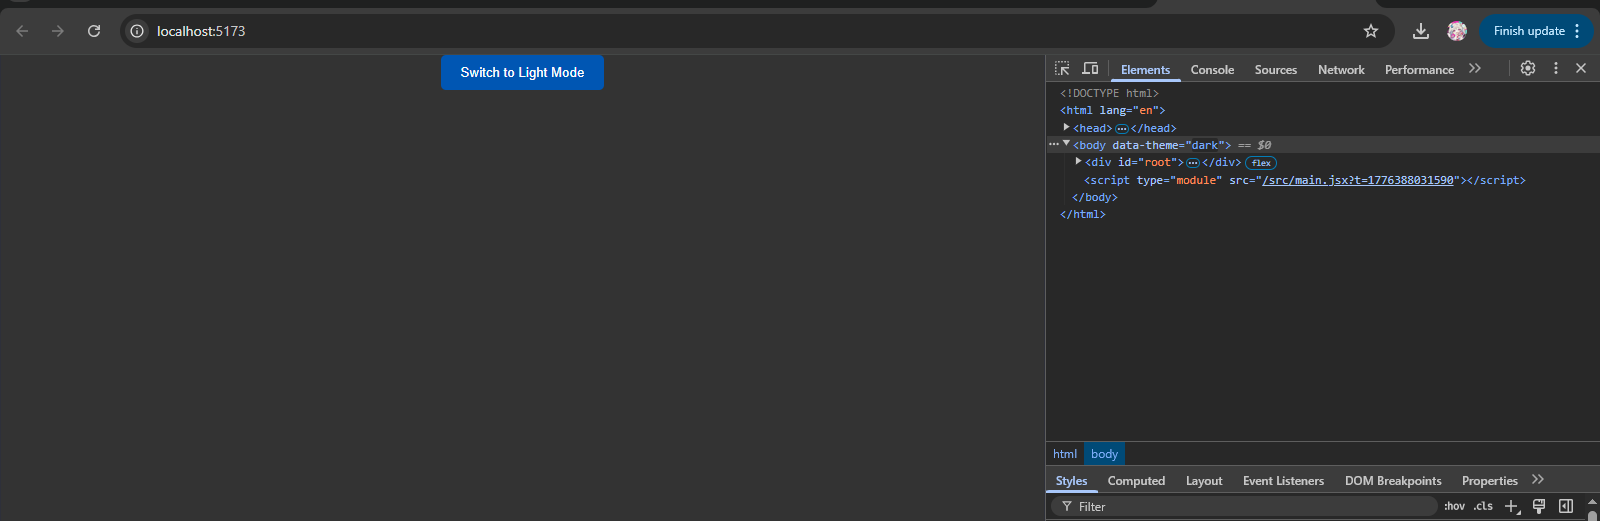 localhost:5173
Finish update
Switch to Light Mode
Elements Console Sources Network Performance
<!DOCTYPE html>
<html lang="en">
<head>…</head>
<body data-theme="dark"> == $0
<div id="root">…</div> flex
<script type="module" src="/src/main.jsx?t=1776388031590"></script>
</body>
</html>
html body
Styles Computed Layout Event Listeners DOM Breakpoints Properties
Filter :hov .cls